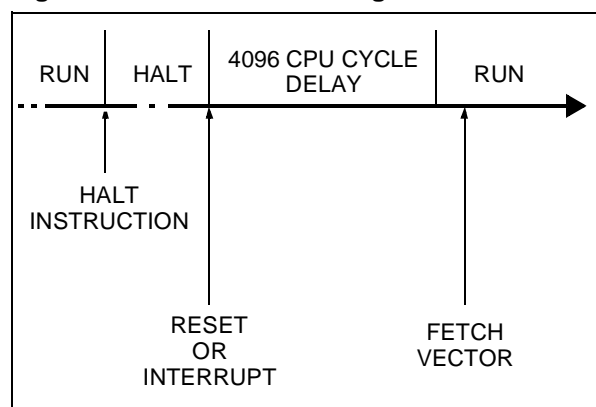 RUN
HALT
4096 CPU CYCLE
DELAY
RUN
HALT
INSTRUCTION
RESET
OR
INTERRUPT
FETCH
VECTOR